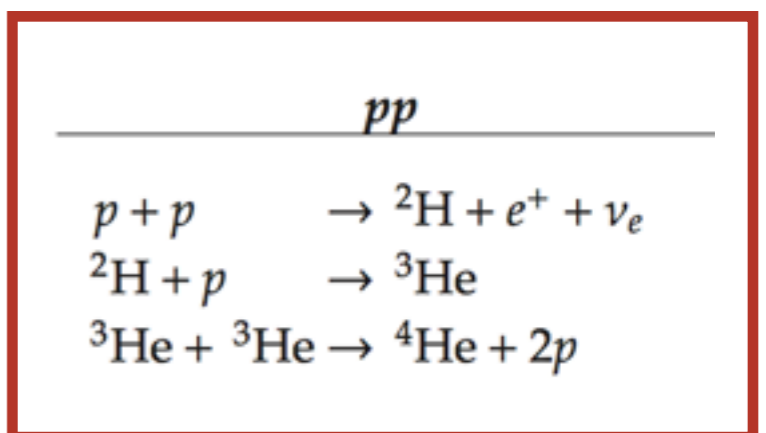 pp
p + p → ²H + e⁺ + νₑ
²H + p → ³He
³He + ³He → ⁴He + 2p